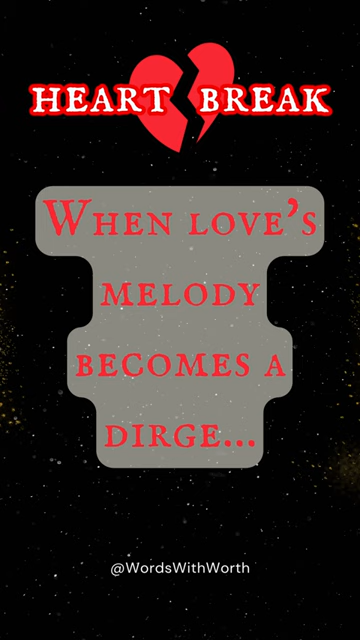 HEART BREAK
WHEN LOVE'S
MELODY
BECOMES A
DIRGE...
@WordsWithWorth